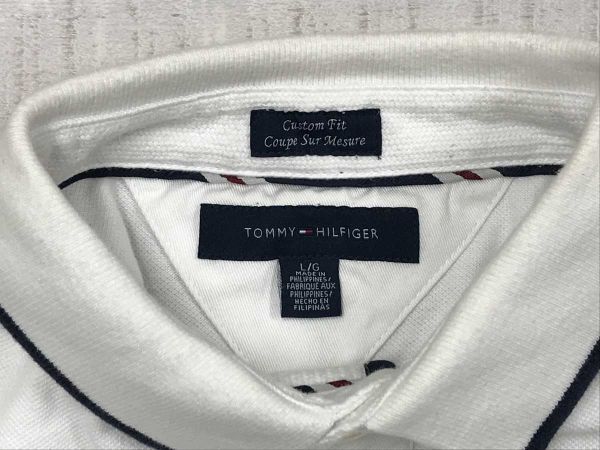 Custom Fit
Coupe Sur Mesure
TOMMY HILFIGER
L/G
MADE IN
PHILIPPINES/
FABRIQUÉ AUX
PHILIPPINES/
HECHO EN
FILIPINAS